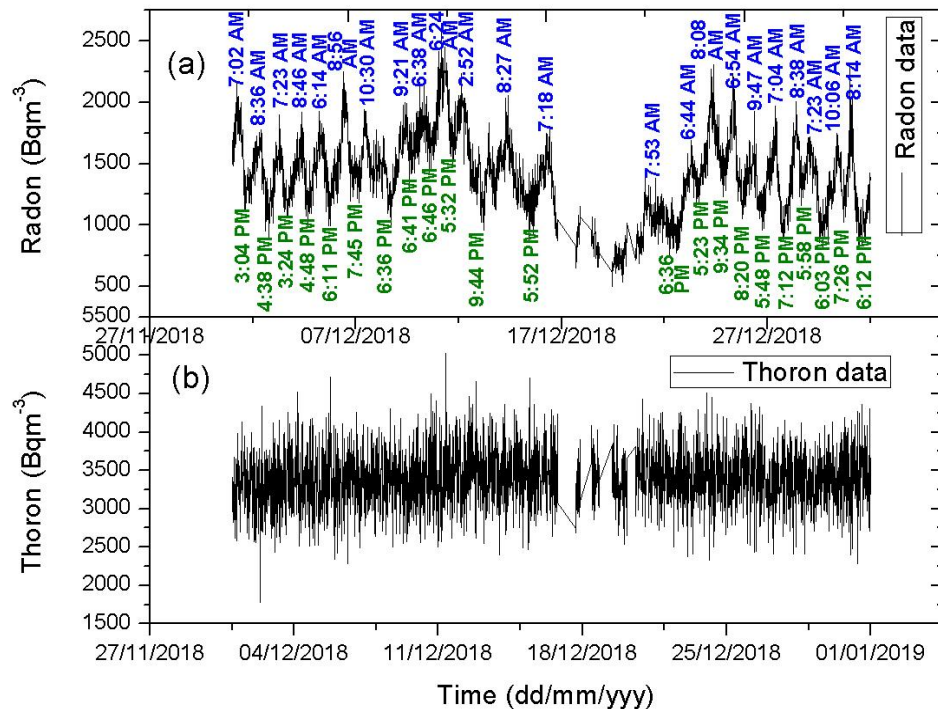 Radon (Bqm-3)
2500
2000
1500
1000
500
(a)
7:02 AM
8:36 AM
7:23 AM
8:46 AM
6:14 AM
8:56
AM
10:30 AM
9:21 AM
6:38 AM
6:24
AM
2:52 AM
8:27 AM
7:18 AM
7:53 AM
6:44 AM
8:08
AM
6:54 AM
9:47 AM
7:04 AM
8:38 AM
7:23 AM
10:06 AM
8:14 AM
Radon data
3:04 PM
4:38 PM
3:24 PM
4:48 PM
6:11 PM
7:45 PM
6:36 PM
6:41 PM
6:46 PM
5:32 PM
9:44 PM
5:52 PM
6:36
PM
5:23 PM
9:34 PM
8:20 PM
5:48 PM
7:12 PM
5:58 PM
6:03 PM
7:26 PM
6:12 PM
27/11/2018
07/12/2018
17/12/2018
27/12/2018
Thoron (Bqm-3)
5500
5000
4500
4000
3500
3000
2500
2000
1500
(b)
Thoron data
27/11/2018
04/12/2018
11/12/2018
18/12/2018
25/12/2018
01/01/2019
Time (dd/mm/yyy)